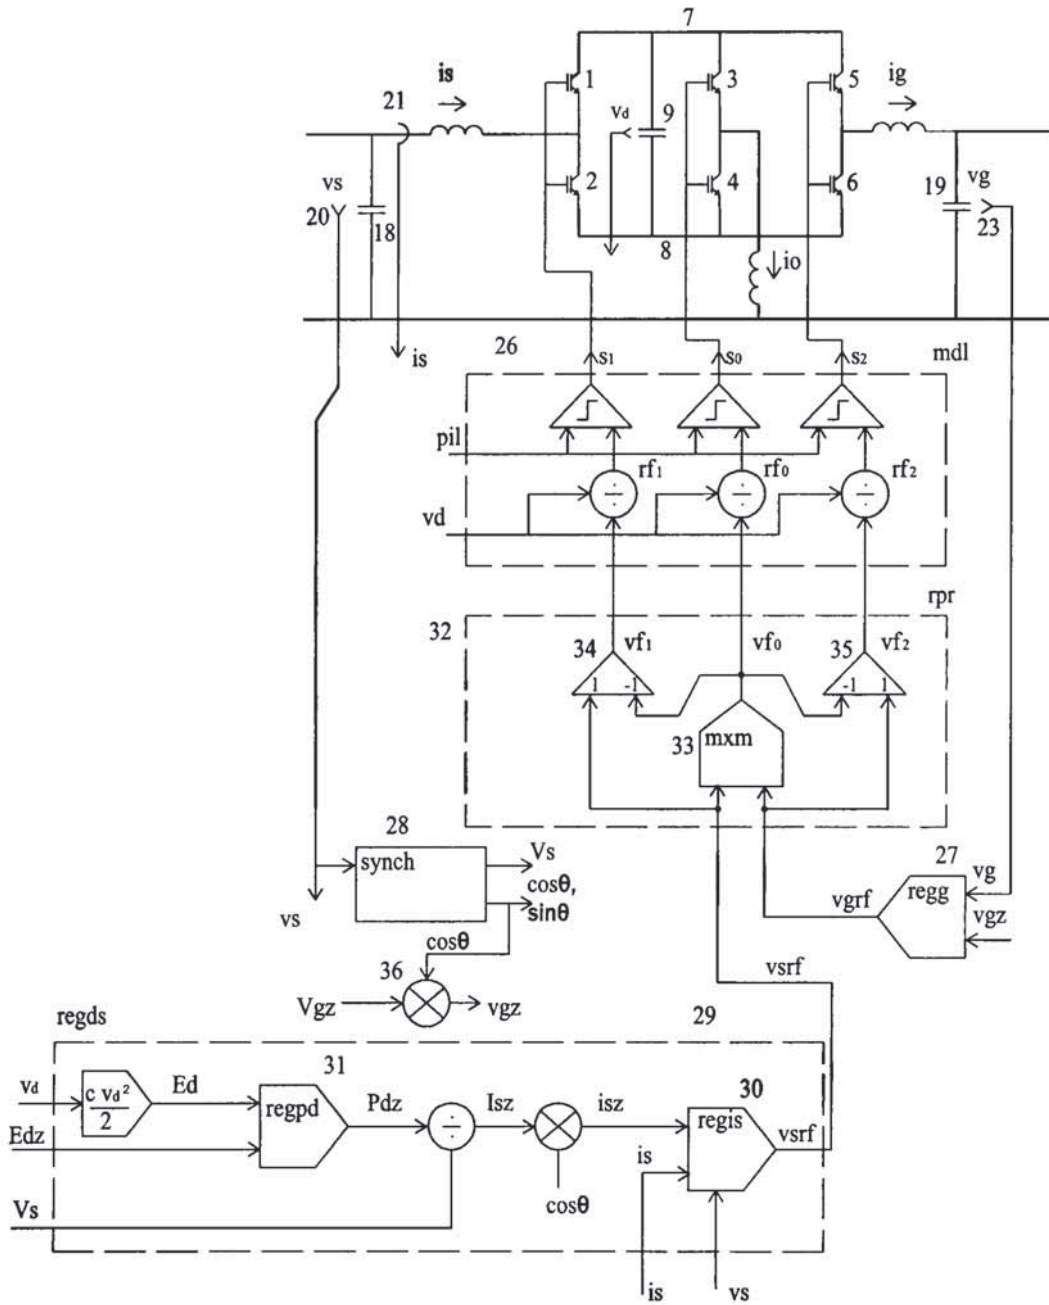 7
is
21
1
3
5
ig
vd
9
vs
2
4
6
19
vg
20
18
8
23
io
is
26
s1
s0
s2
mdl
pil
rf1
rf0
rf2
vd
rpr
32
34
vf1
vf0
35
vf2
1
-1
-1
1
33
mxm
28
synch
Vs
cosθ,
sinθ
vs
27
vg
regg
vgrf
vgz
cosθ
36
Vgz
vgz
vsrf
regds
29
31
30
vd
c vd²
2
Ed
regpd
Pdz
Isz
isz
regis
vsrf
Edz
is
cosθ
Vs
is
vs